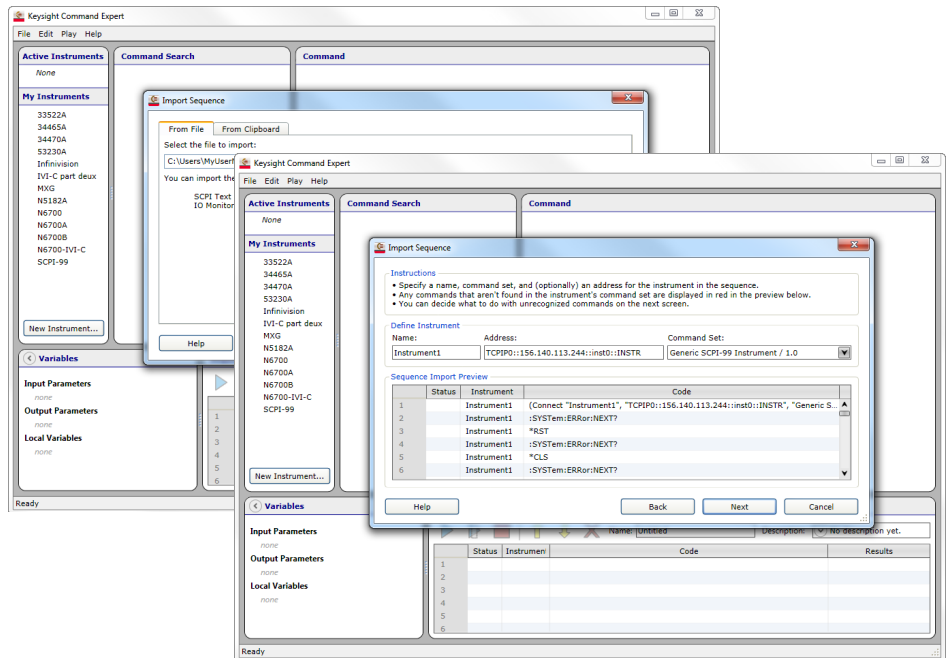 Keysight Command Expert
File Edit Play Help
Active Instruments
None
My Instruments
33522A
34465A
34470A
53230A
Infinivision
IVI-C part deux
MXG
N5182A
N6700
N6700A
N6700B
N6700-IVI-C
SCPI-99
New Instrument...
Command Search
Command
Variables
Input Parameters
none
Output Parameters
none
Local Variables
none
1
2
3
4
5
6
Ready
Import Sequence
From File From Clipboard
Select the file to import:
You can import the
SCPI Text
IO Monitor
Help
Keysight Command Expert
File Edit Play Help
Active Instruments
None
My Instruments
33522A
34465A
34470A
53230A
Infinivision
IVI-C part deux
MXG
N5182A
N6700
N6700A
N6700B
N6700-IVI-C
SCPI-99
New Instrument...
Command Search
Command
Import Sequence
Instructions
• Specify a name, command set, and (optionally) an address for the instrument in the sequence.
• Any commands that aren't found in the instrument's command set are displayed in red in the preview below.
• You can decide what to do with unrecognized commands on the next screen.
Define Instrument
Name: Address: Command Set:
Instrument1 TCPIP0::156.140.113.244::inst0::INSTR Generic SCPI-99 Instrument / 1.0
Sequence Import Preview
Status Instrument Code
1 Instrument1 (Connect "Instrument1", "TCPIP0::156.140.113.244::inst0::INSTR", "Generic S...
2 Instrument1 :SYSTem:ERRor:NEXT?
3 Instrument1 *RST
4 Instrument1 :SYSTem:ERRor:NEXT?
5 Instrument1 *CLS
6 Instrument1 :SYSTem:ERRor:NEXT?
Help Back Next Cancel
Variables
Input Parameters
none
Output Parameters
none
Local Variables
none
Name: Untitled Description: No description yet.
Status Instrumen Code Results
1
2
3
4
5
6
Ready